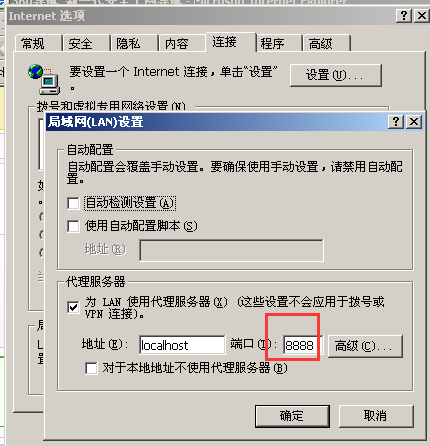 Internet 选项
常规
安全
隐私
内容
连接
程序
高级
要设置一个 Internet 连接，单击“设置”
。
设置(U)...
拨号和虚拟专用网络设置(N)
局域网(LAN)设置
自动配置
自动配置会覆盖手动设置。要确保使用手动设置，请禁用自动配
置。
自动检测设置(A)
使用自动配置脚本(S)
地址(R)
代理服务器
为 LAN 使用代理服务器(X) (这些设置不会应用于拨号或
VPN 连接)。
地址(E): localhost 端口(T): 8888 高级(C)...
对于本地地址不使用代理服务器(B)
确定
取消